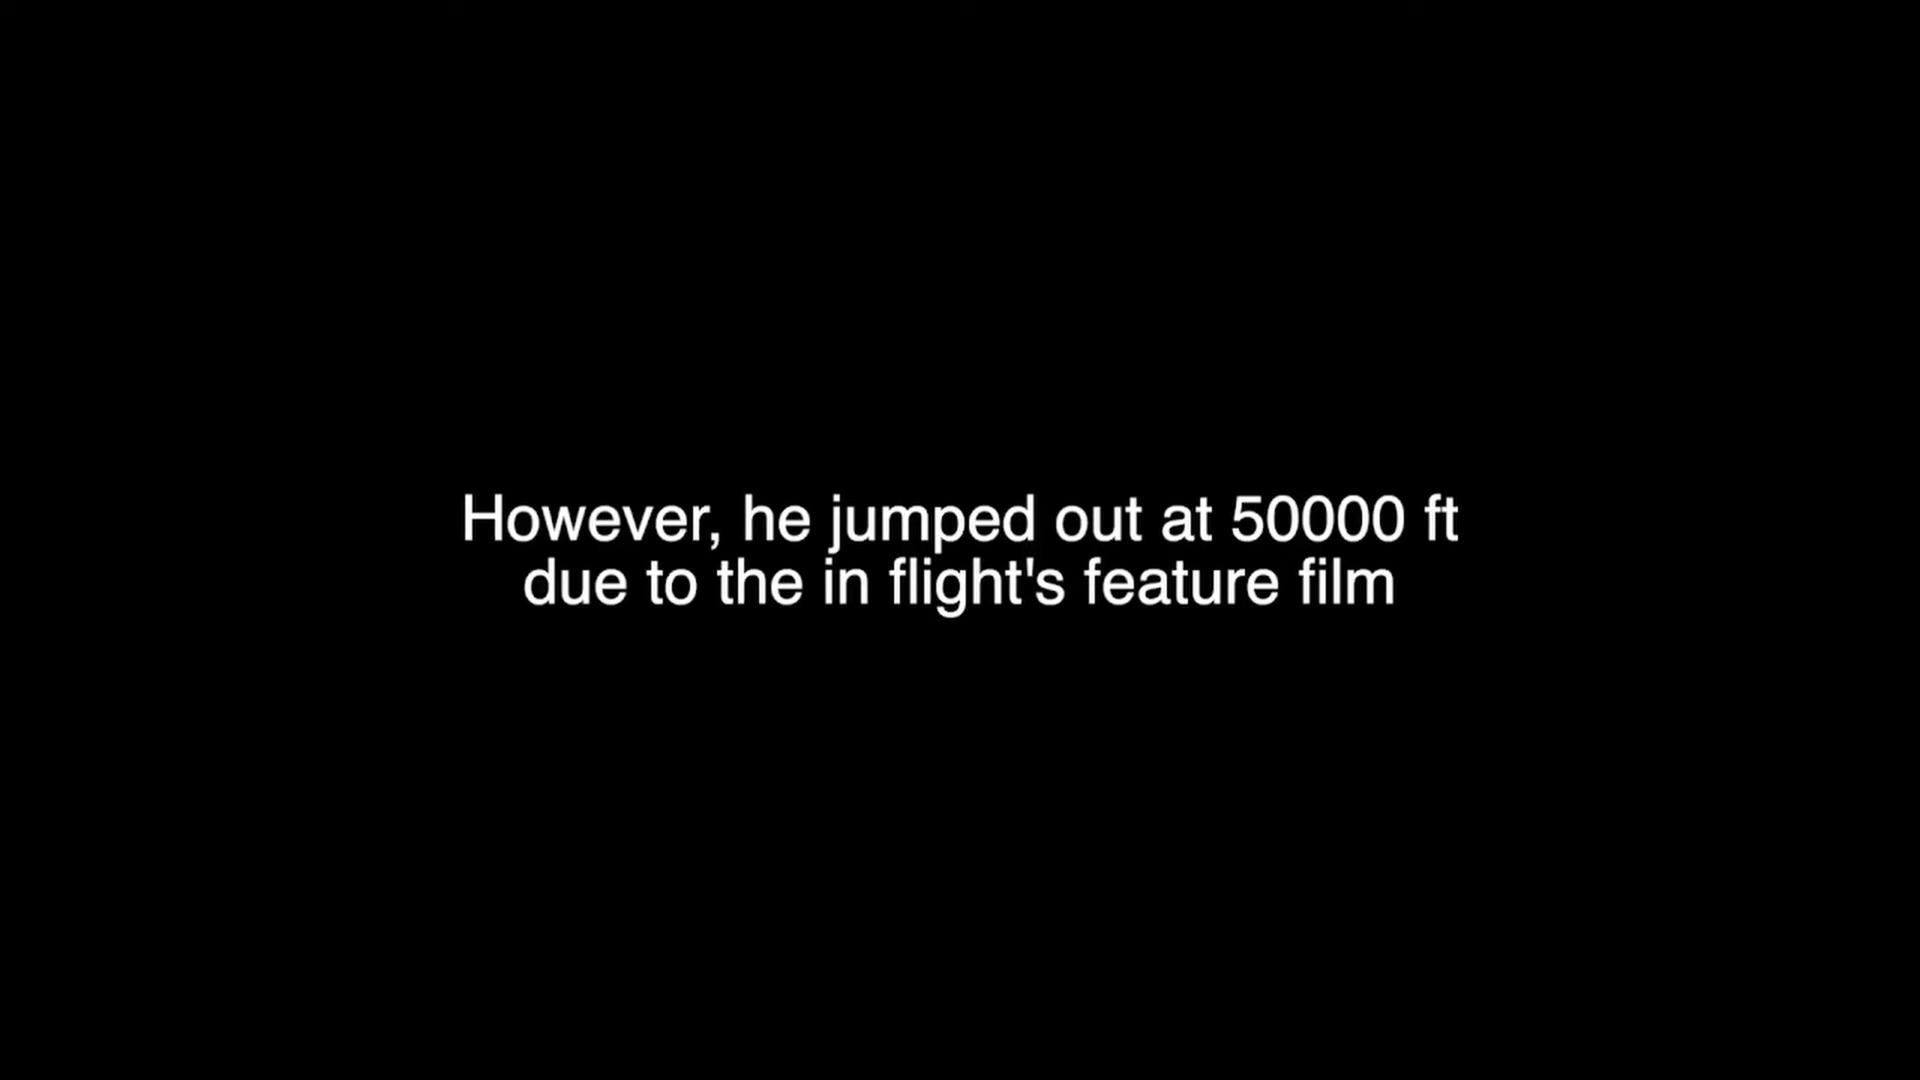 However, he jumped out at 50000 ft
due to the in flight's feature film